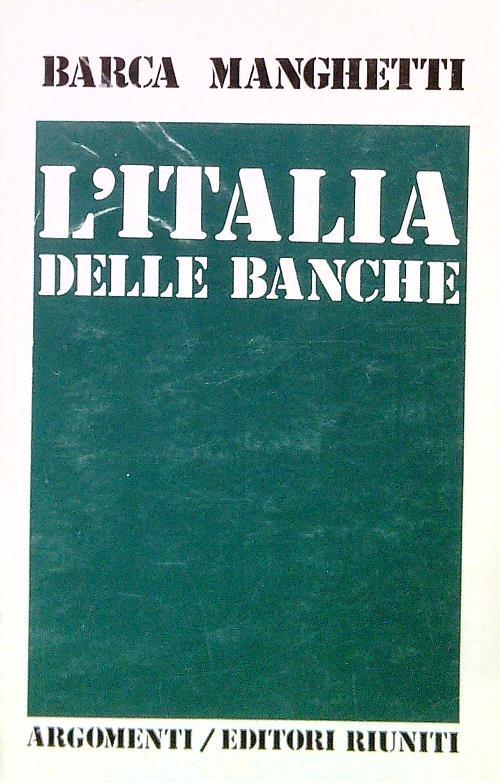 BARCA MANGHETTI
L'ITALIA
DELLE BANCHE
ARGOMENTI / EDITORI RIUNITI